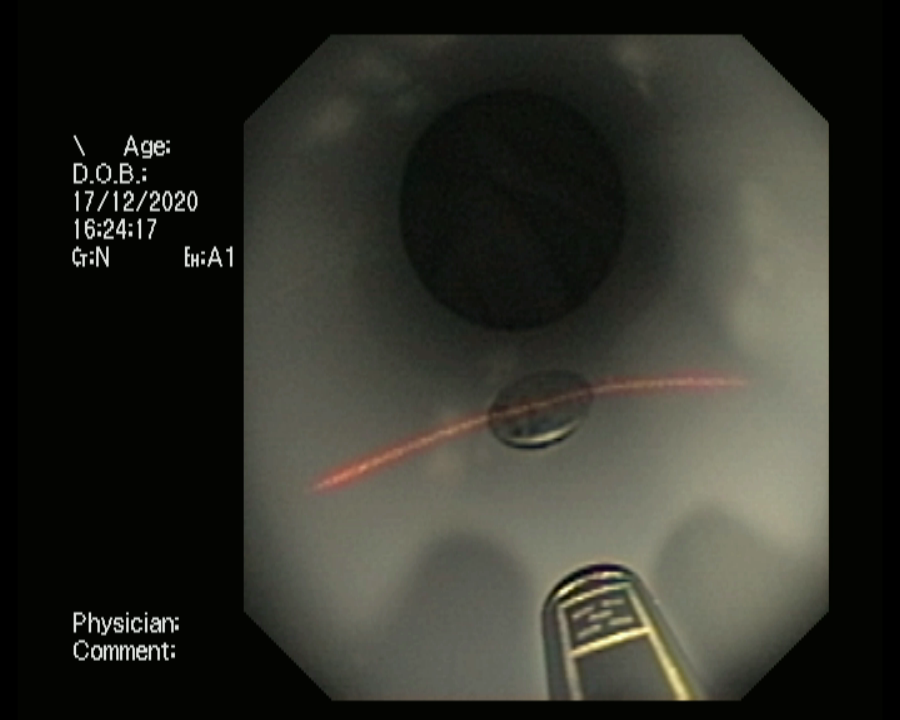 \ Age:
D.O.B.:
17/12/2020
16:24:17
Cr:N EH:A1
Physician:
Comment: